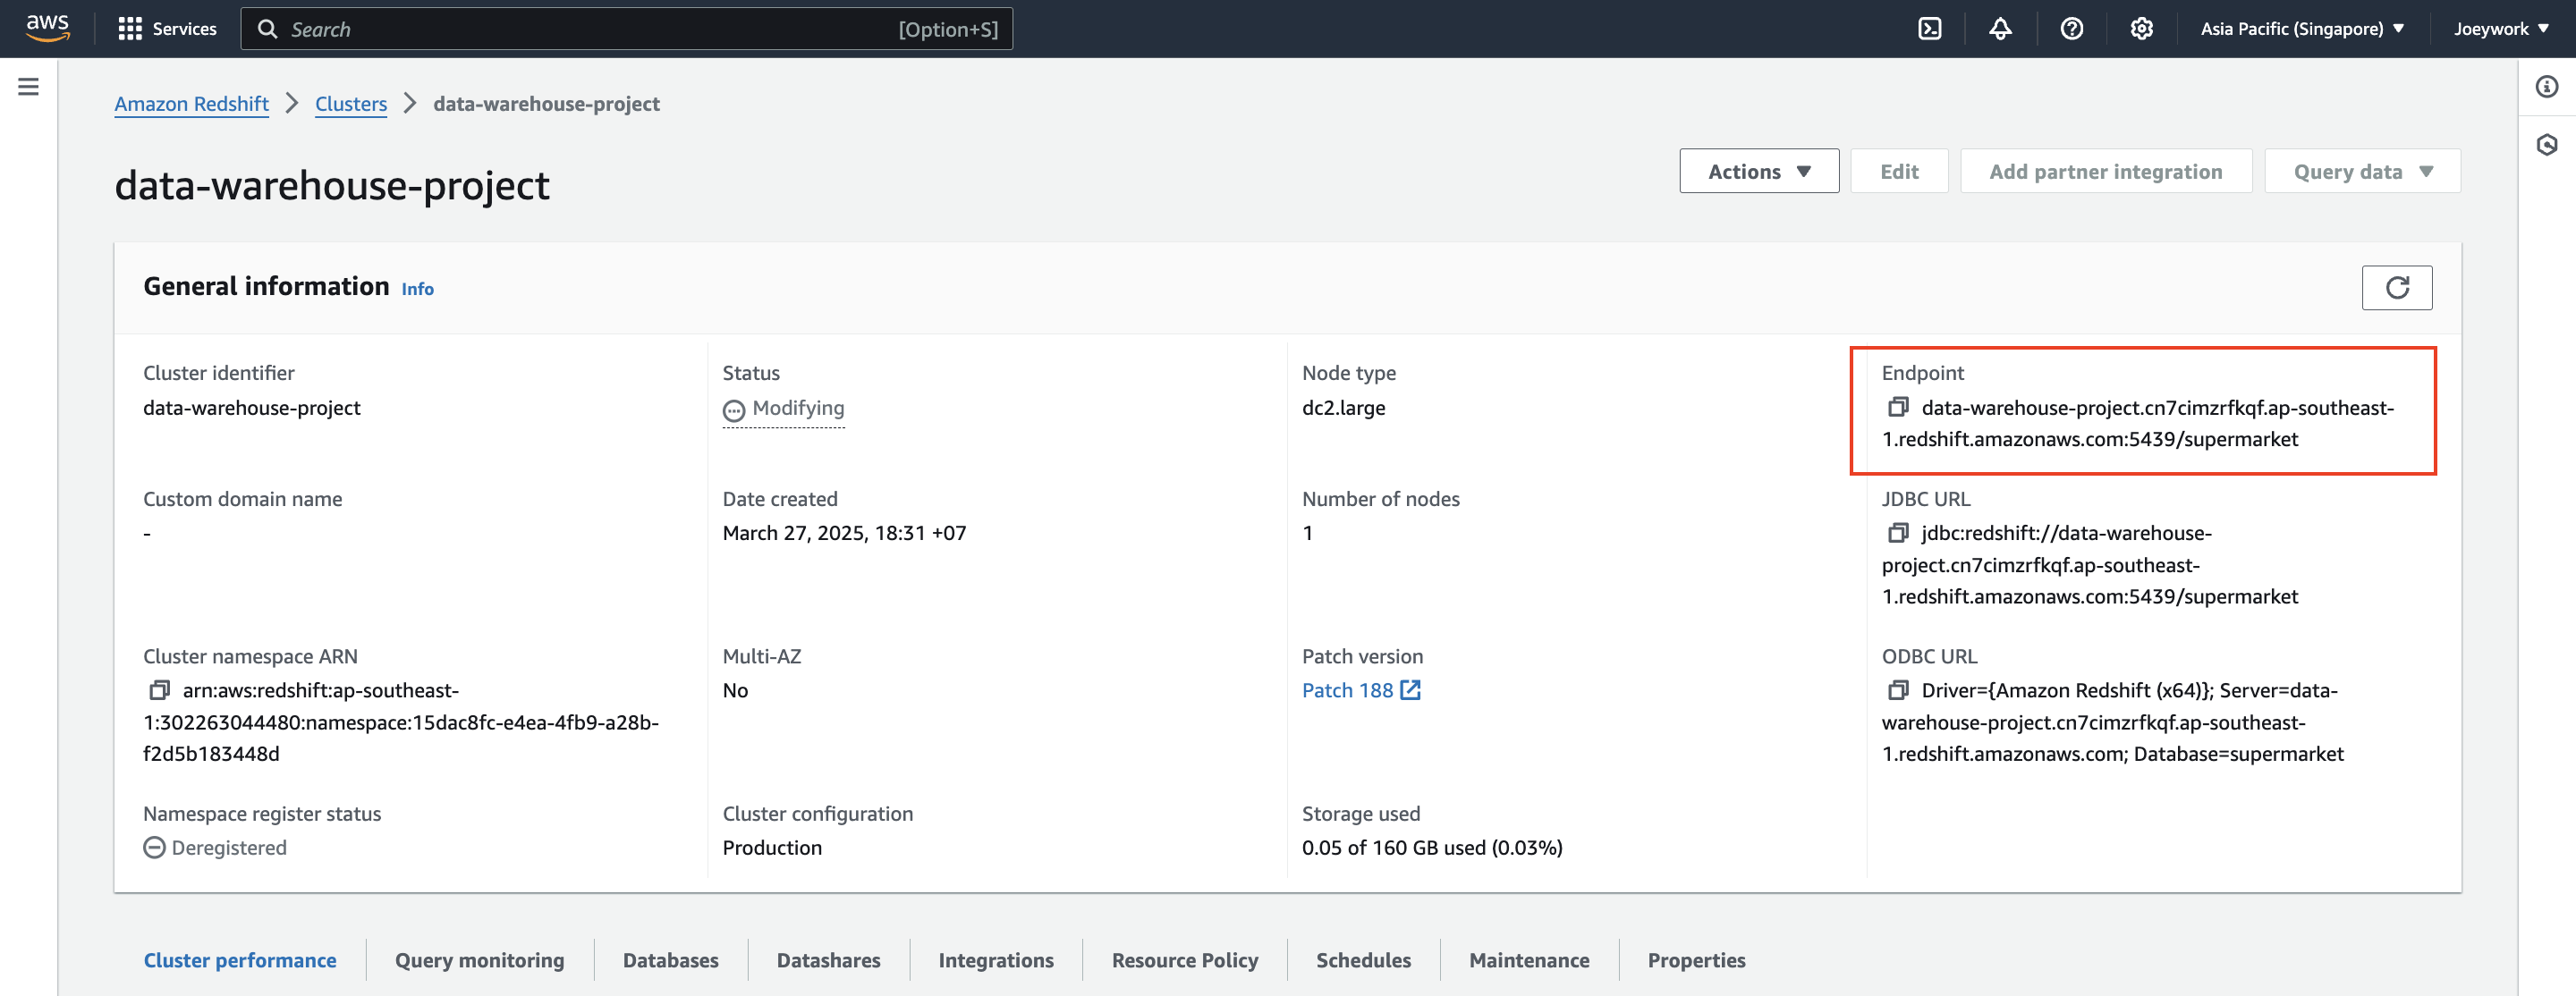 aws
Services
Search [Option+S]
Asia Pacific (Singapore)
Joeywork
Amazon Redshift
Clusters
data-warehouse-project
data-warehouse-project
Actions
Edit
Add partner integration
Query data
General information Info
Cluster identifier
data-warehouse-project
Status
Modifying
Node type
dc2.large
Endpoint
data-warehouse-project.cn7cimzrfkqf.ap-southeast-
1.redshift.amazonaws.com:5439/supermarket
Custom domain name
-
Date created
March 27, 2025, 18:31 +07
Number of nodes
1
JDBC URL
jdbc:redshift://data-warehouse-
project.cn7cimzrfkqf.ap-southeast-
1.redshift.amazonaws.com:5439/supermarket
Cluster namespace ARN
arn:aws:redshift:ap-southeast-
1:302263044480:namespace:15dac8fc-e4ea-4fb9-a28b-
f2d5b183448d
Multi-AZ
No
Patch version
Patch 188
ODBC URL
Driver={Amazon Redshift (x64)}; Server=data-
warehouse-project.cn7cimzrfkqf.ap-southeast-
1.redshift.amazonaws.com; Database=supermarket
Namespace register status
Deregistered
Cluster configuration
Production
Storage used
0.05 of 160 GB used (0.03%)
Cluster performance
Query monitoring
Databases
Datashares
Integrations
Resource Policy
Schedules
Maintenance
Properties